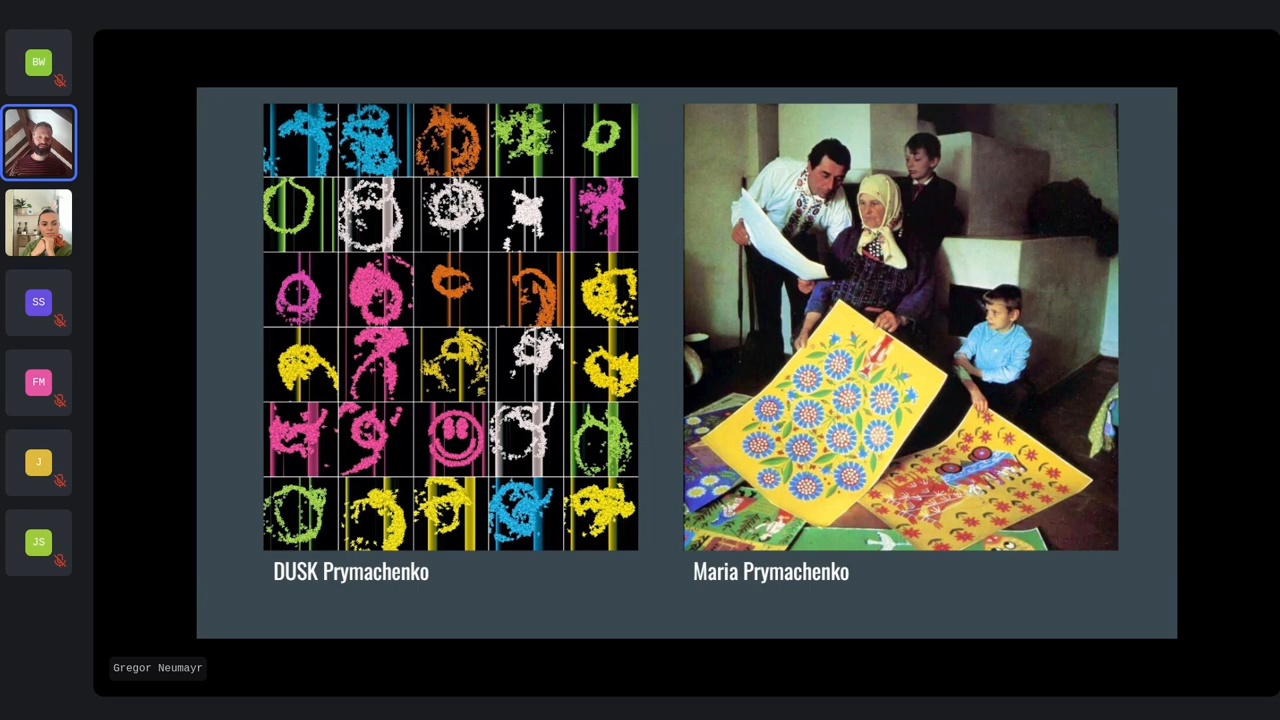 BW
SS
FM
J
JS
DUSK Prymachenko
Maria Prymachenko
Gregor Neumayr